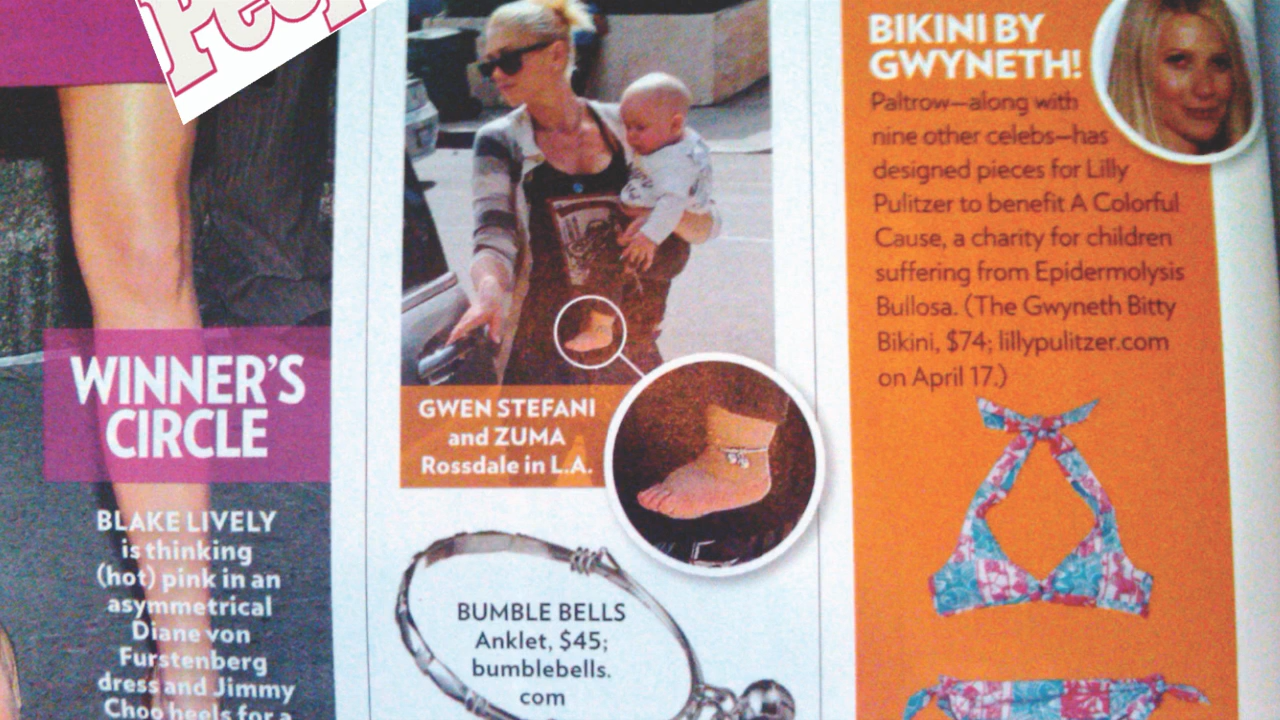 Peop
WINNER'S
CIRCLE
BLAKE LIVELY
is thinking
(hot) pink in an
asymmetrical
Diane von
Furstenberg
dress and Jimmy
Choo heels for a
GWEN STEFANI
and ZUMA
Rossdale in L.A.
BUMBLE BELLS
Anklet, $45;
bumblebells.
com
BIKINI BY
GWYNETH!
Paltrow—along with
nine other celebs—has
designed pieces for Lilly
Pulitzer to benefit A Colorful
Cause, a charity for children
suffering from Epidermolysis
Bullosa. (The Gwyneth Bitty
Bikini, $74; lillypulitzer.com
on April 17.)